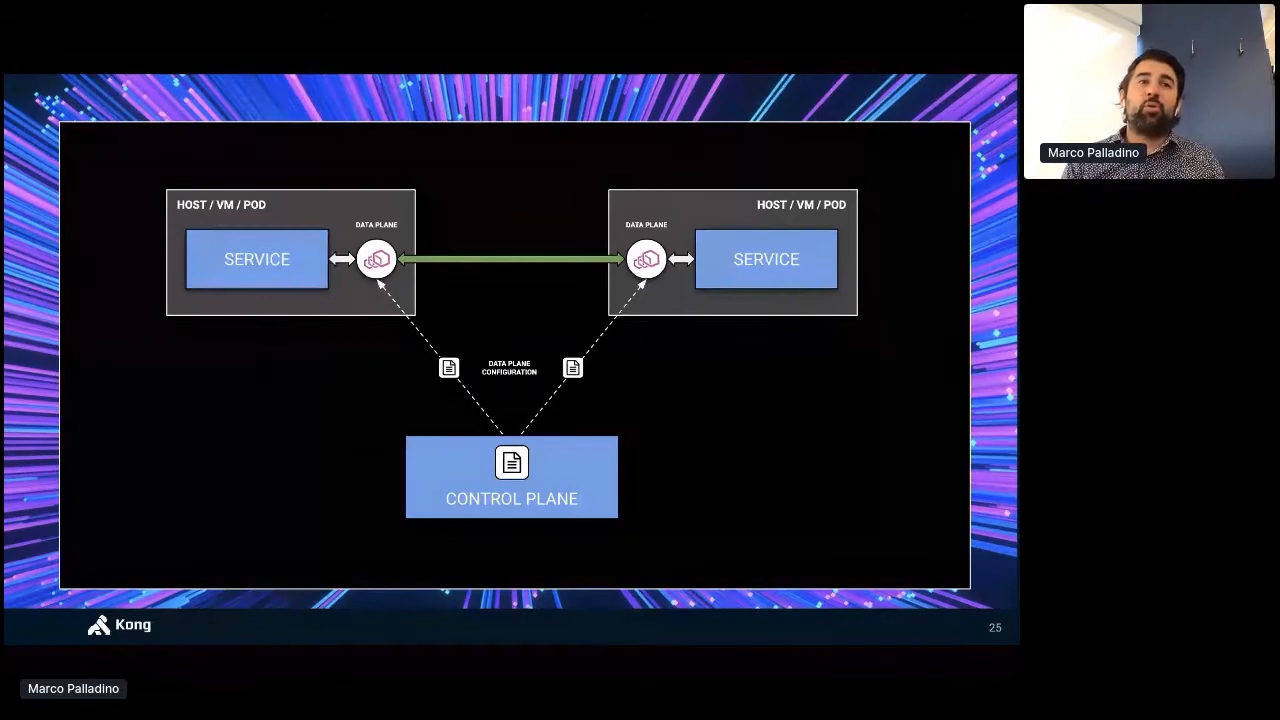 HOST / VM / POD
DATA PLANE
SERVICE
HOST / VM / POD
DATA PLANE
SERVICE
DATA PLANE
CONFIGURATION
CONTROL PLANE
Kong
25
Marco Palladino
Marco Palladino